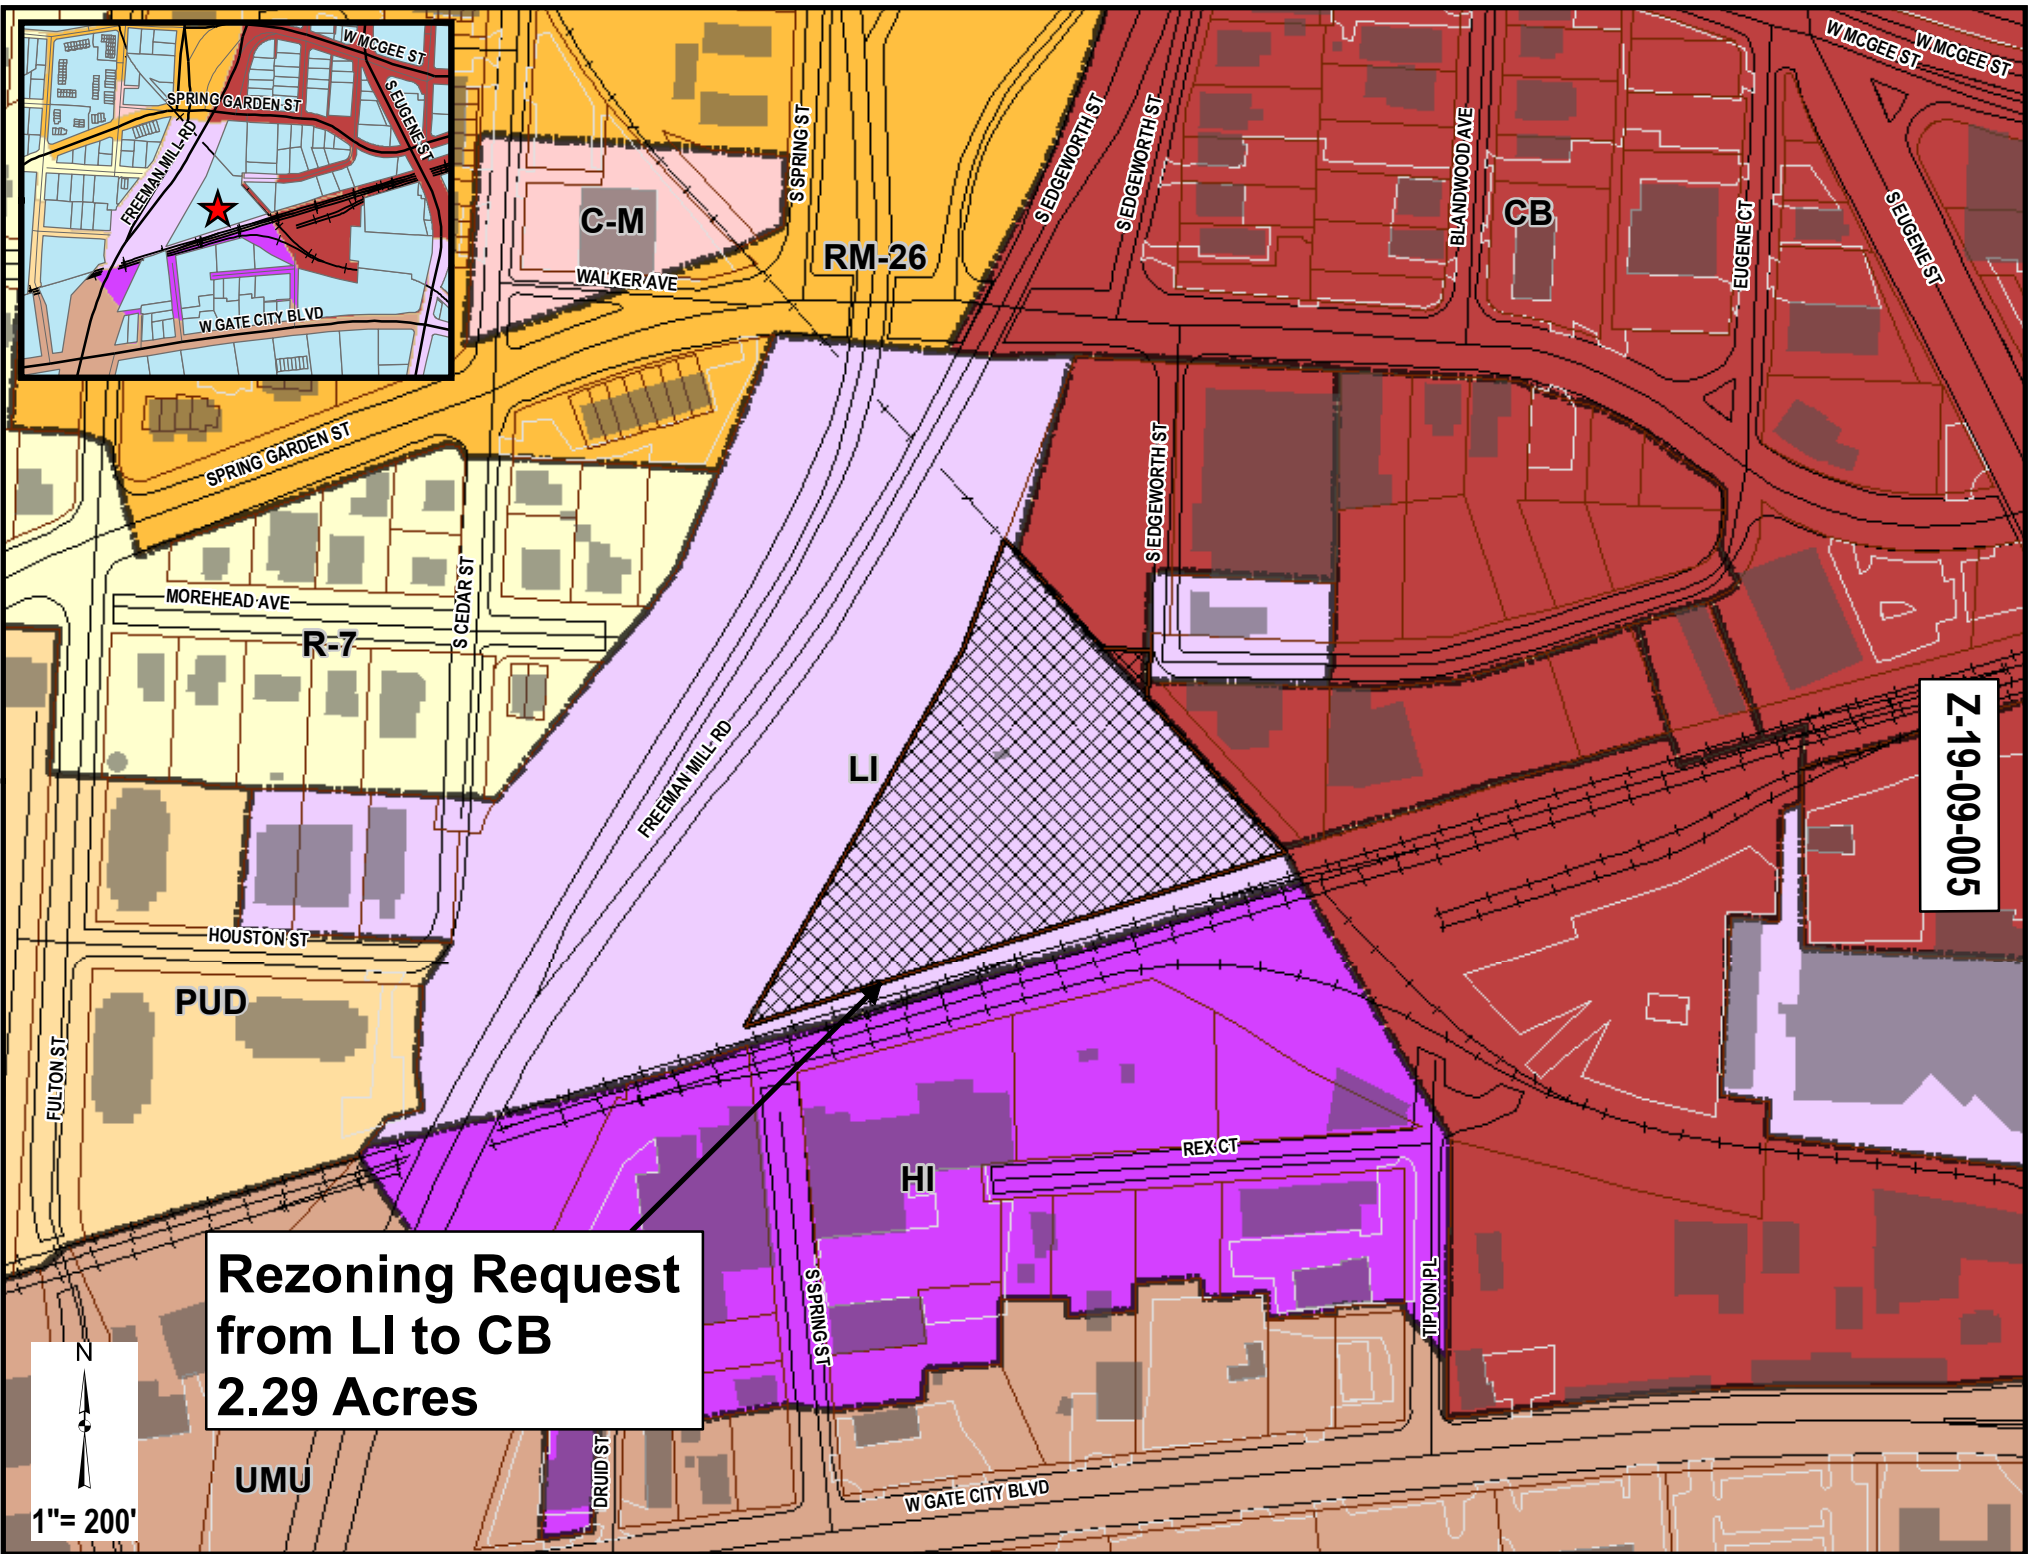 W MCGEE ST
SPRING GARDEN ST
S EUGENE ST
FREEMAN MILL RD
W GATE CITY BLVD
W MCGEE ST
W MCGEE ST
S SPRING ST
S EDGEWORTH ST
S EDGEWORTH ST
BLANDWOOD AVE
EUGENE CT
S EUGENE ST
C-M
CB
RM-26
WALKER AVE
SPRING GARDEN ST
S EDGEWORTH ST
MOREHEAD AVE
S CEDAR ST
R-7
LI
FREEMAN MILL RD
Z-19-09-005
HOUSTON ST
PUD
FULTON ST
REX CT
HI
S SPRING ST
TIPTON PL
Rezoning Request
from LI to CB
2.29 Acres
N
1"= 200'
UMU
DRUID ST
W GATE CITY BLVD